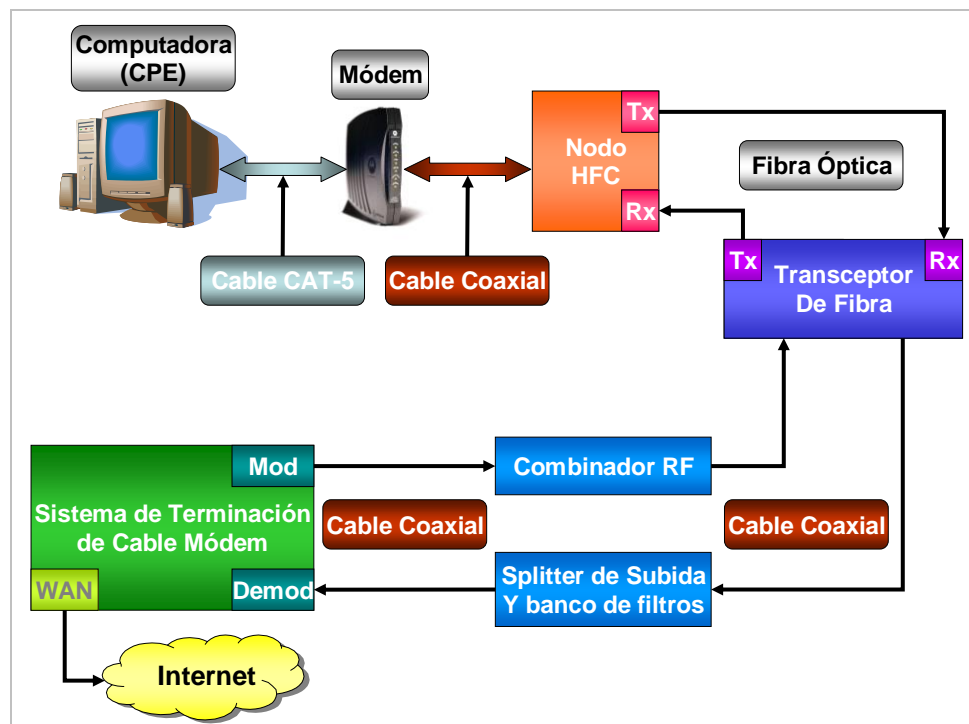 Computadora
(CPE)
Módem
Tx
Nodo
HFC
Rx
Fibra Óptica
Cable CAT-5
Cable Coaxial
Tx
Rx
Transceptor
De Fibra
Mod
Combinador RF
Sistema de Terminación
de Cable Módem
Cable Coaxial
Cable Coaxial
WAN
Demod
Splitter de Subida
Y banco de filtros
Internet